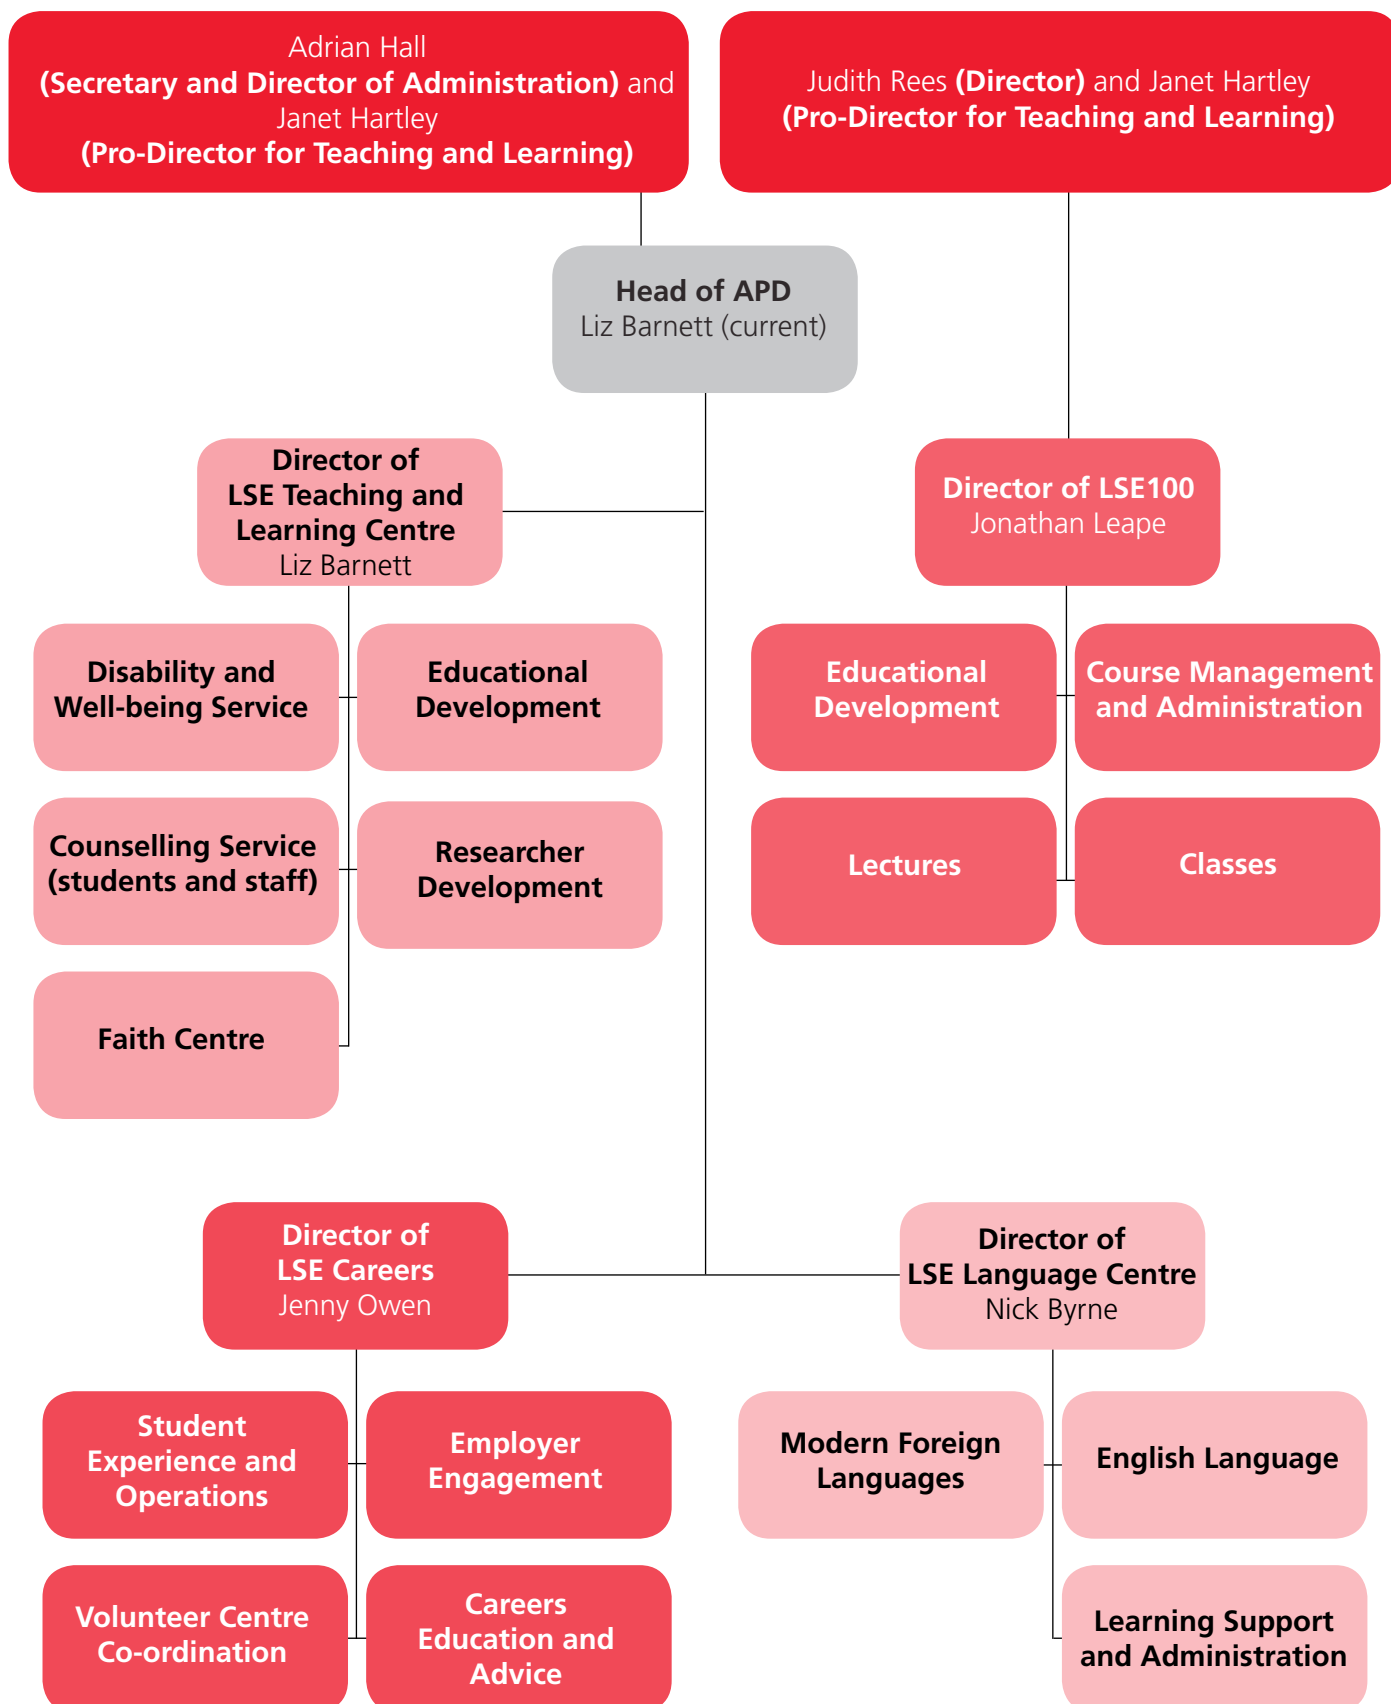 Adrian Hall
(Secretary and Director of Administration) and
Janet Hartley
(Pro-Director for Teaching and Learning)
Judith Rees (Director) and Janet Hartley
(Pro-Director for Teaching and Learning)
Head of APD
Liz Barnett (current)
Director of
LSE Teaching and
Learning Centre
Liz Barnett
Director of LSE100
Jonathan Leape
Disability and
Well-being Service
Educational
Development
Educational
Development
Course Management
and Administration
Counselling Service
(students and staff)
Researcher
Development
Lectures
Classes
Faith Centre
Director of
LSE Careers
Jenny Owen
Director of
LSE Language Centre
Nick Byrne
Student
Experience and
Operations
Employer
Engagement
Modern Foreign
Languages
English Language
Volunteer Centre
Co-ordination
Careers
Education and
Advice
Learning Support
and Administration